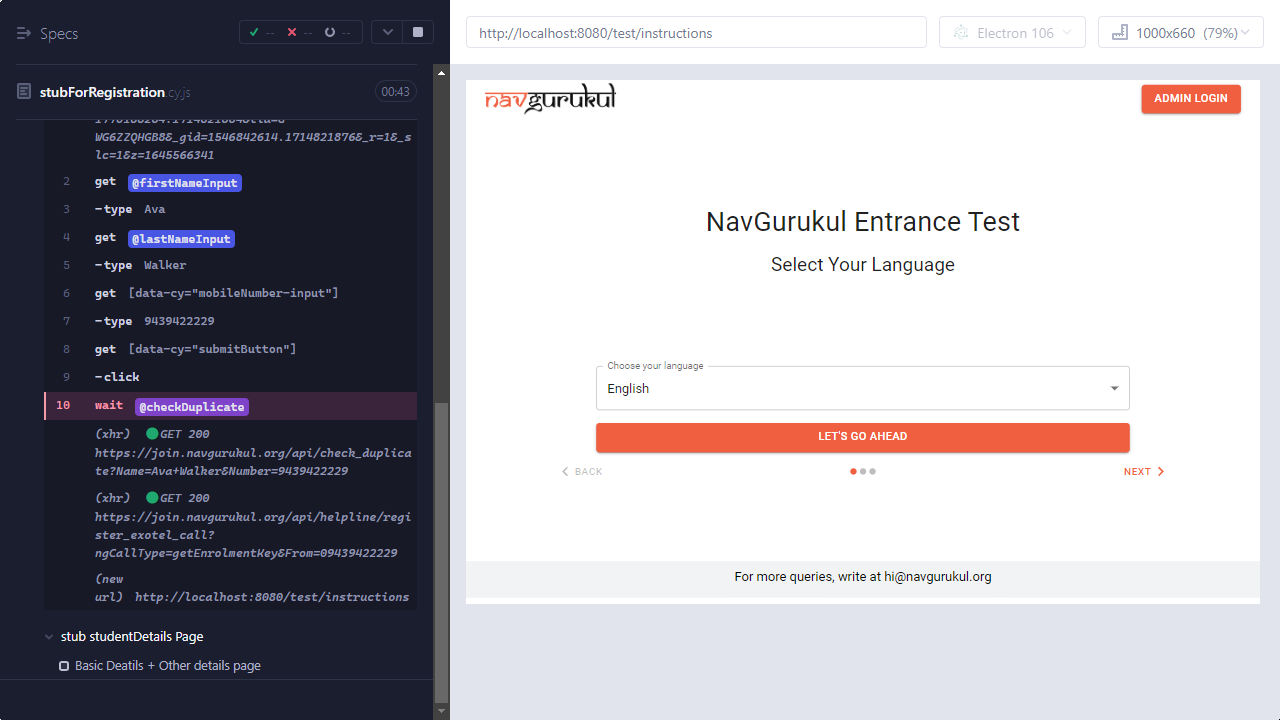 Specs
--
--
--
stubForRegistration.cy.js
00:43
WG6ZZQHGB8&_gid=1546842614.1714821876&_r=1&_s
lc=1&z=1645566341
2 get @firstNameInput
3 -type Ava
4 get @lastNameInput
5 -type Walker
6 get [data-cy="mobileNumber-input"]
7 -type 9439422229
8 get [data-cy="submitButton"]
9 -click
10 wait @checkDuplicate
(xhr) GET 200
https://join.navgurukul.org/api/check_duplica
te?Name=Ava+Walker&Number=9439422229
(xhr) GET 200
https://join.navgurukul.org/api/helpline/regi
ster_exotel_call?
ngCallType=getEnrolmentKey&From=09439422229
(new
url) http://localhost:8080/test/instructions
stub studentDetails Page
Basic Deatils + Other details page
http://localhost:8080/test/instructions
Electron 106
1000x660 (79%)
navgurukul
ADMIN LOGIN
NavGurukul Entrance Test
Select Your Language
Choose your language
English
LET'S GO AHEAD
BACK
NEXT
For more queries, write at hi@navgurukul.org